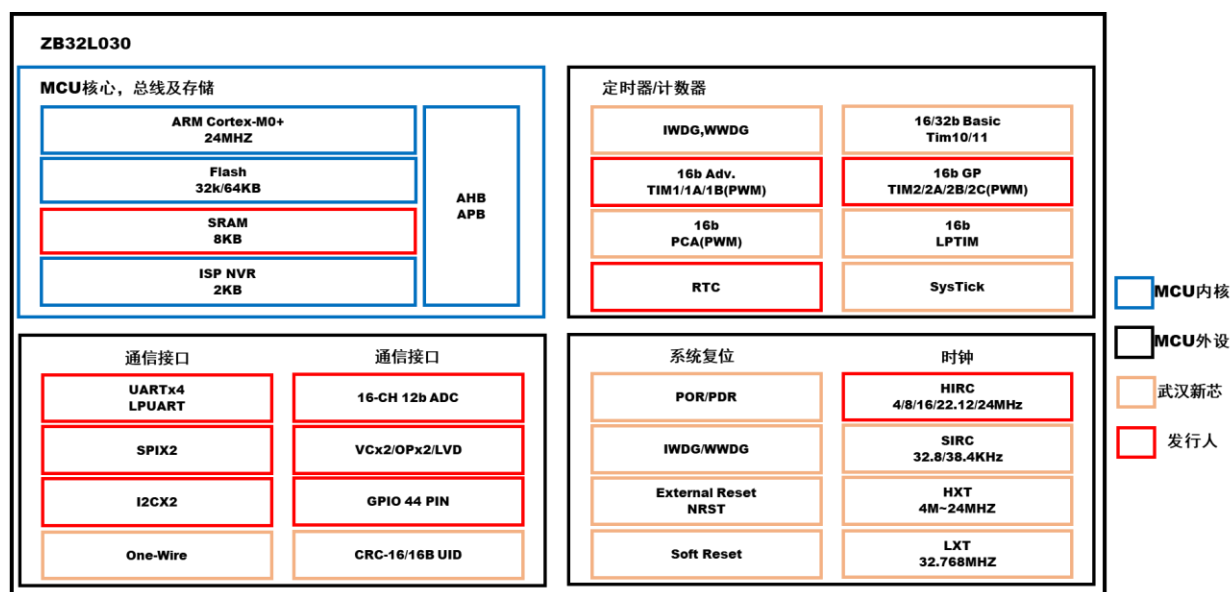 ZB32L030
MCU核心，总线及存储
ARM Cortex-M0+
24MHZ
Flash
32k/64KB
SRAM
8KB
ISP NVR
2KB
AHB
APB
定时器/计数器
IWDG,WWDG
16/32b Basic
Tim10/11
16b Adv.
TIM1/1A/1B(PWM)
16b GP
TIM2/2A/2B/2C(PWM)
16b
PCA(PWM)
16b
LPTIM
RTC
SysTick
通信接口
通信接口
UARTx4
LPUART
16-CH 12b ADC
SPIX2
VCx2/OPx2/LVD
I2CX2
GPIO 44 PIN
One-Wire
CRC-16/16B UID
系统复位
时钟
POR/PDR
HIRC
4/8/16/22.12/24MHz
IWDG/WWDG
SIRC
32.8/38.4KHz
External Reset
NRST
HXT
4M~24MHZ
Soft Reset
LXT
32.768MHZ
MCU内核
MCU外设
武汉新芯
发行人